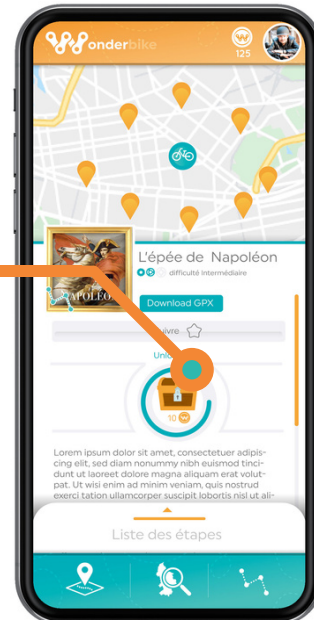 Wonderbike
125
L'épée de Napoléon
difficulté Intermédiaire
Download GPX
10
Lorem ipsum dolor sit amet, consectetuer adipis-
cing elit, sed diam nonummy nibh euismod tinci-
dunt ut laoreet dolore magna aliquam erat volut-
pat. Ut wisi enim ad minim veniam, quis nostrud
exerci tation ullamcorper suscipit lobortis nisl ut ali-
Liste des étapes